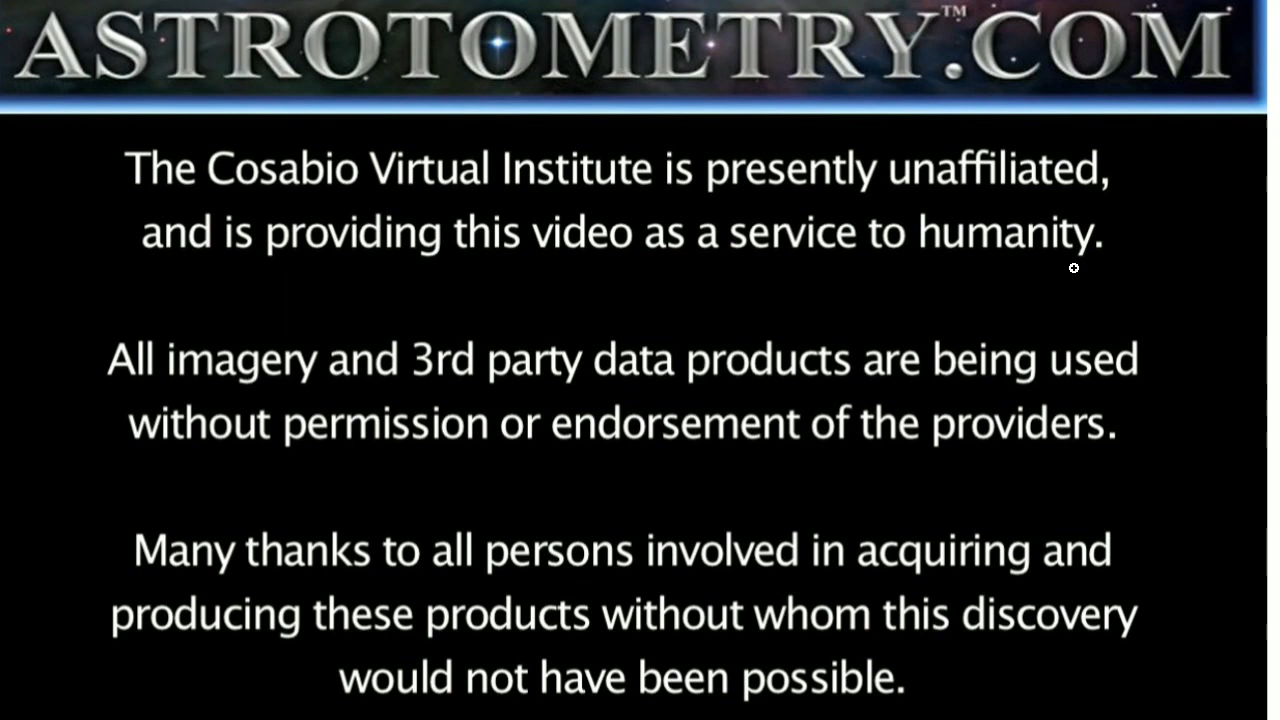 ASTROTOMETRY™.COM
The Cosabio Virtual Institute is presently unaffiliated,
and is providing this video as a service to humanity.
All imagery and 3rd party data products are being used
without permission or endorsement of the providers.
Many thanks to all persons involved in acquiring and
producing these products without whom this discovery
would not have been possible.